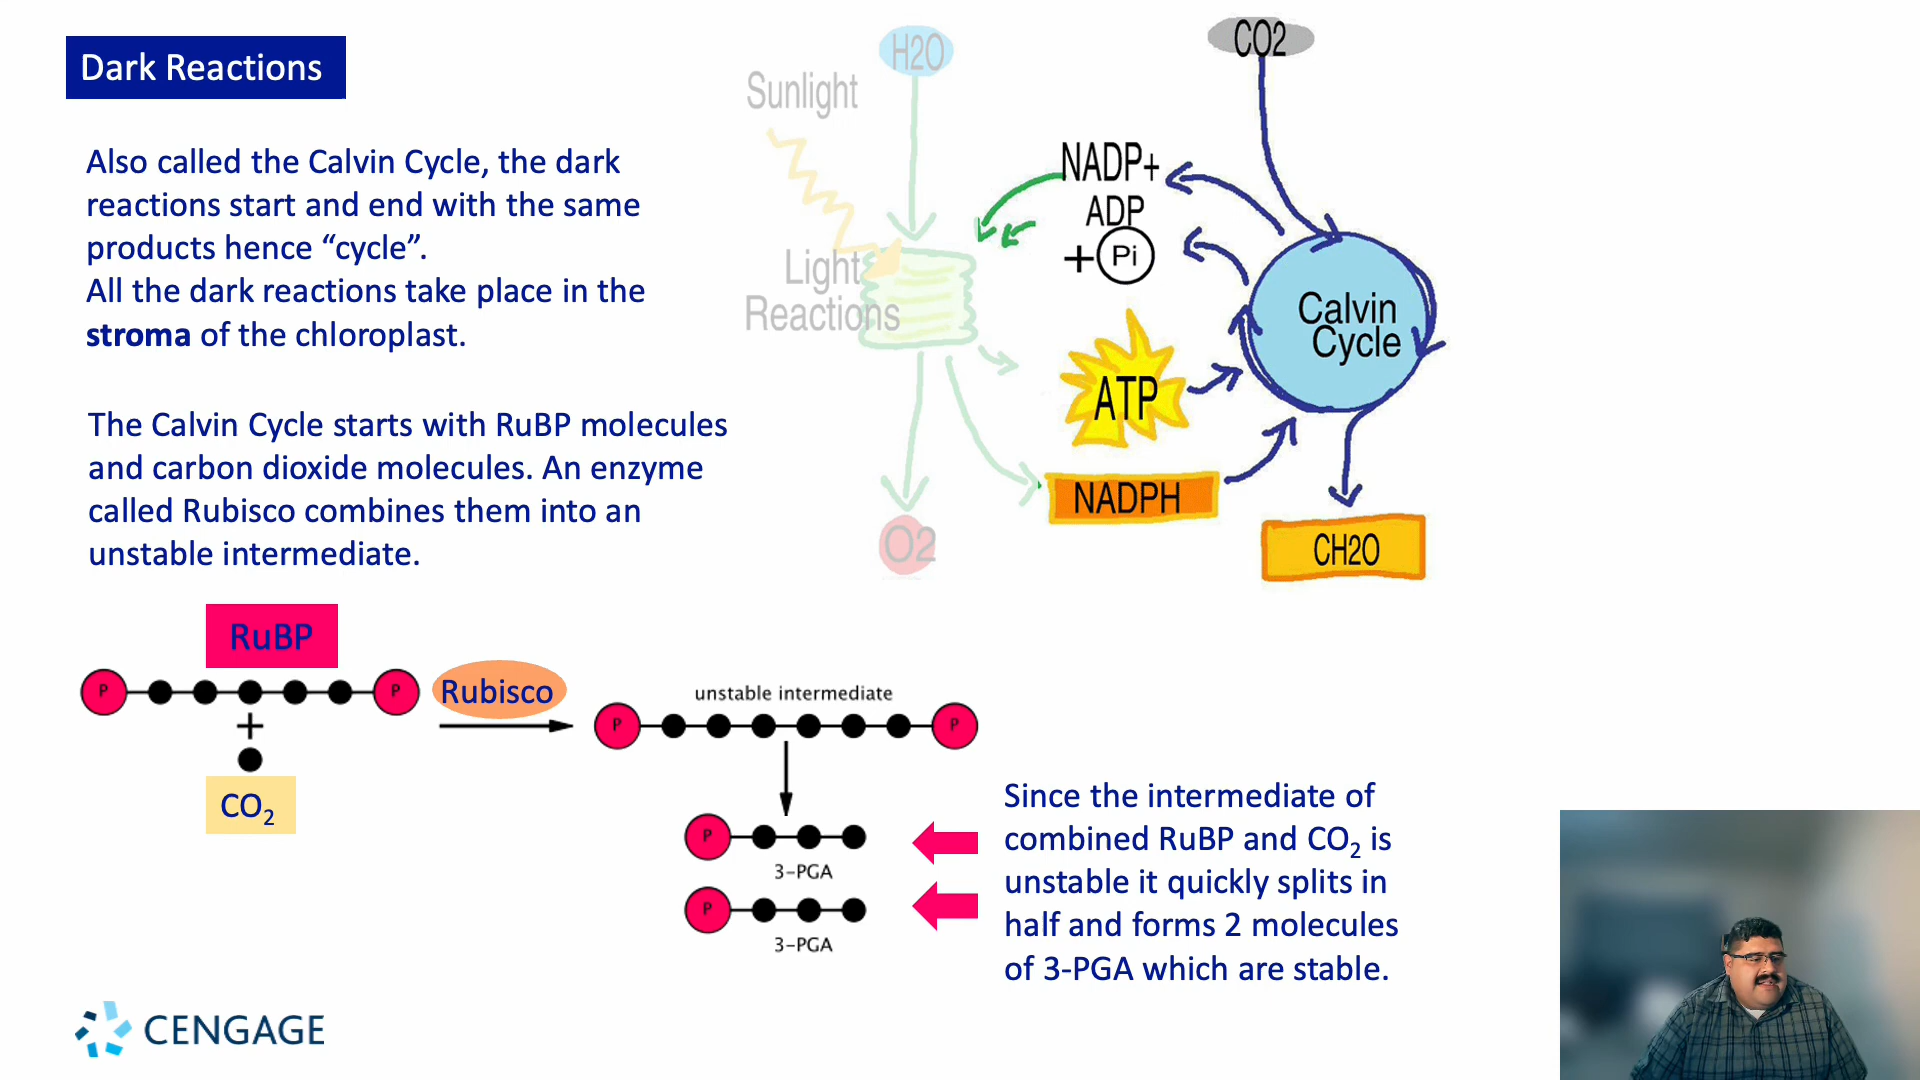 Dark Reactions
Also called the Calvin Cycle, the dark
reactions start and end with the same
products hence “cycle”.
All the dark reactions take place in the
stroma of the chloroplast.
The Calvin Cycle starts with RuBP molecules
and carbon dioxide molecules. An enzyme
called Rubisco combines them into an
unstable intermediate.
H2O
Sunlight
Light
Reactions
O2
CO2
NADP+
ADP
+ Pi
ATP
NADPH
Calvin
Cycle
CH2O
RuBP
P P
+
CO₂
Rubisco
unstable intermediate
P P
P
3-PGA
P
3-PGA
Since the intermediate of
combined RuBP and CO₂ is
unstable it quickly splits in
half and forms 2 molecules
of 3-PGA which are stable.
CENGAGE